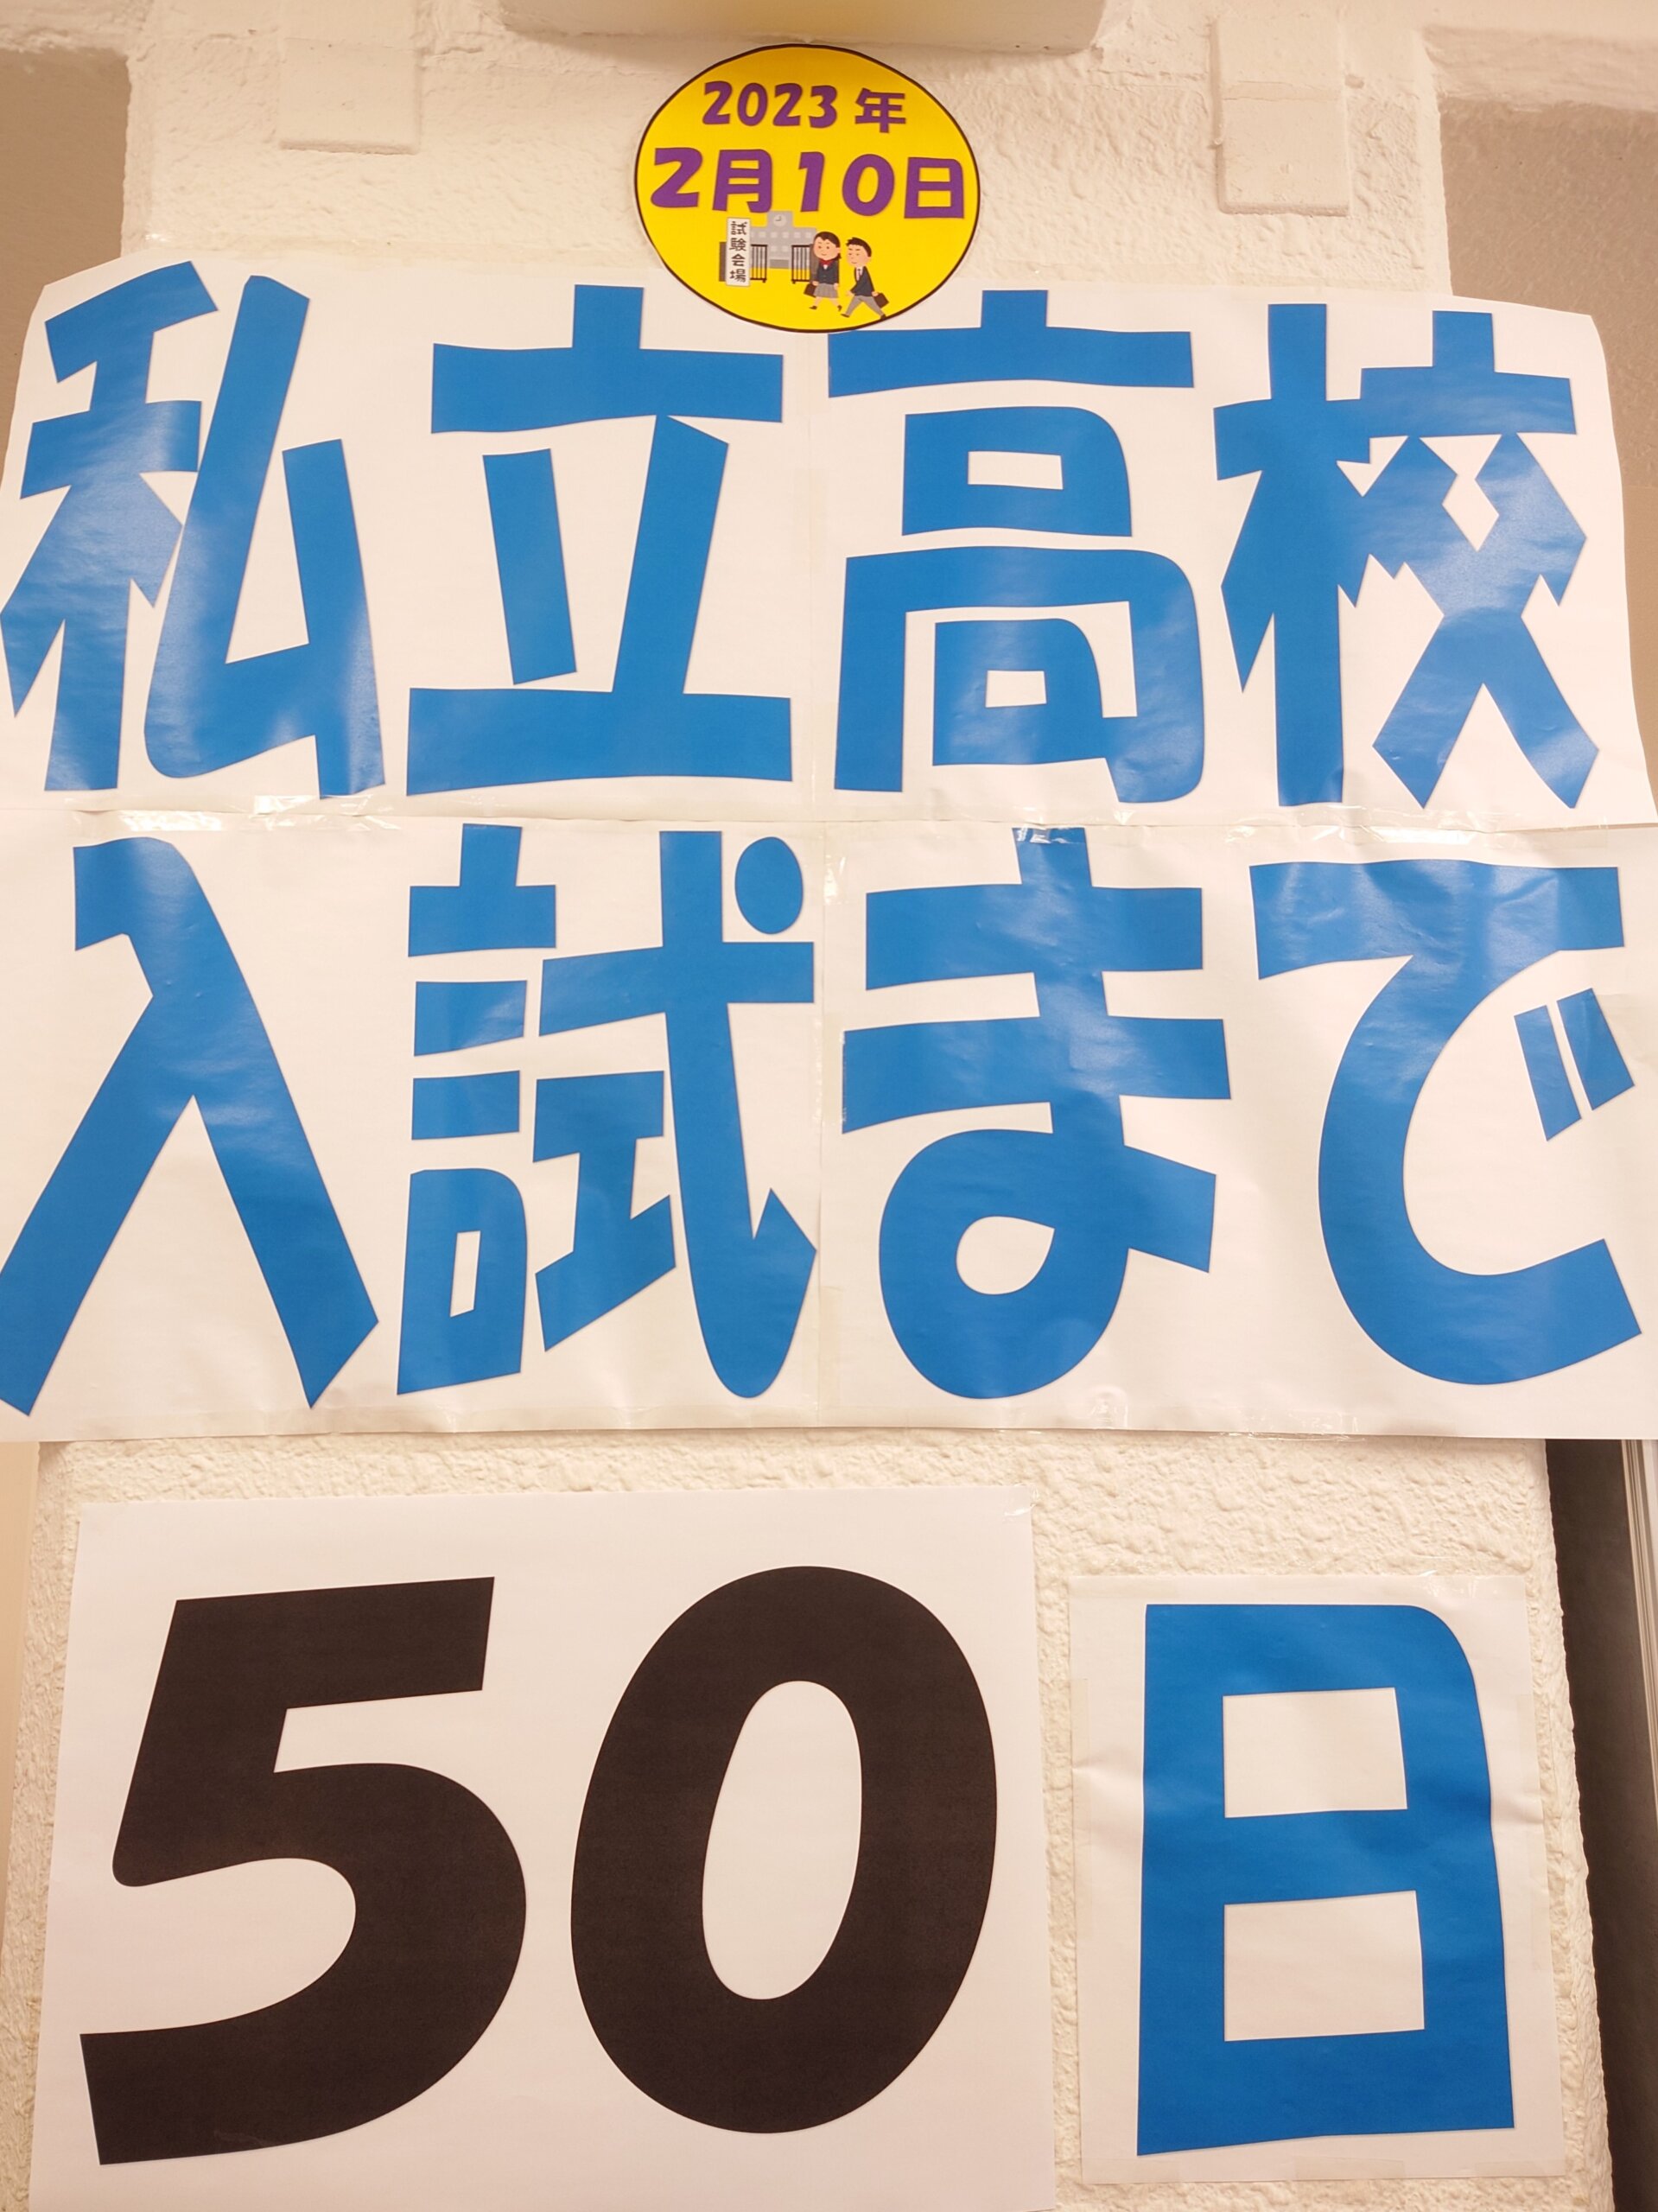 2023年
2月10日
試験会場
私立高校
入試まで
50日